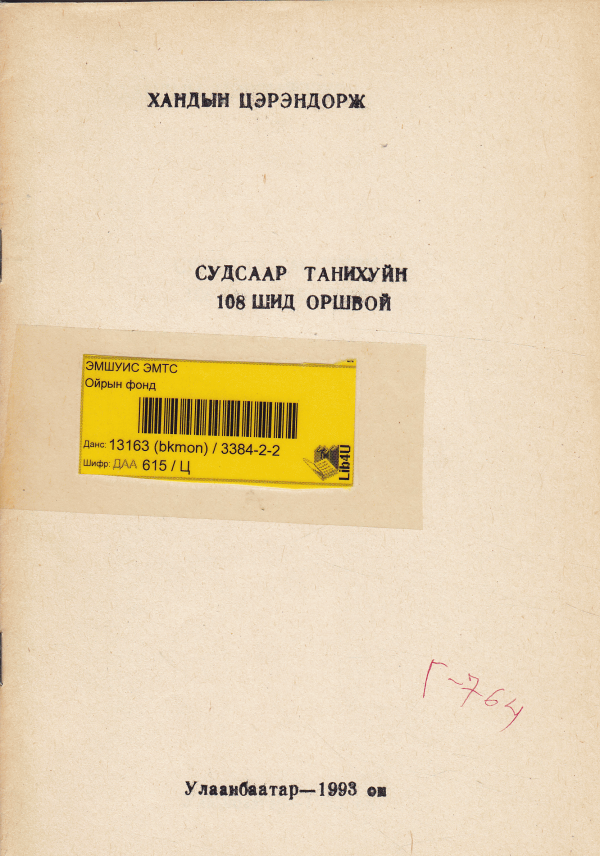 ХАНДЫН ЦЭРЭНДОРЖ
СУДСААР ТАНИХУЙН
108 ШИД ОРШВОЙ
ЭМШУИС ЭМТС
Ойрын фонд
Данс: 13163 (bkmon) / 3384-2-2
Шифр: ДАА 615 / Ц
Lib4U
Г-764
Улаанбаатар—1993 он